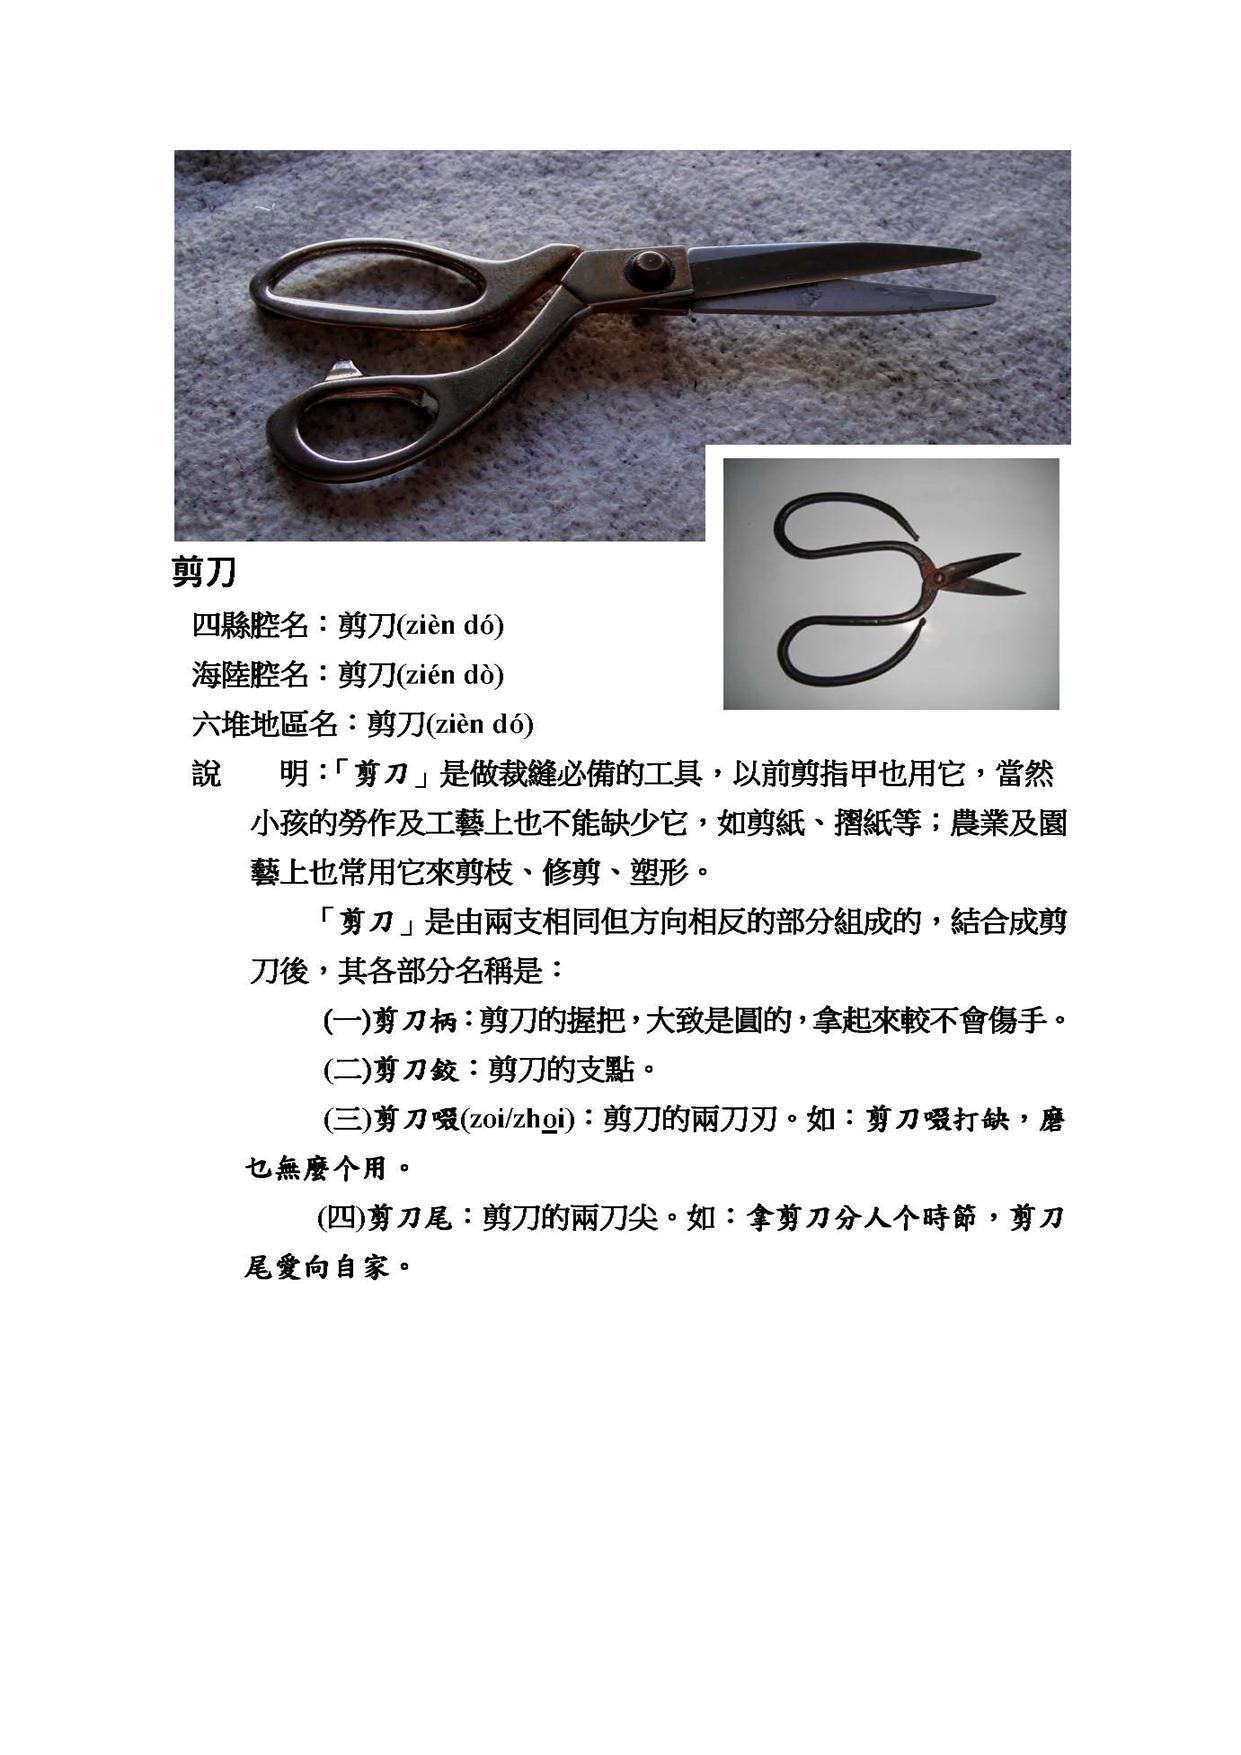 剪刀
四縣腔名：剪刀(zièn dó)
海陸腔名：剪刀(zién dò)
六堆地區名：剪刀(zièn dó)
說　　明：「剪刀」是做裁縫必備的工具，以前剪指甲也用它，當然
小孩的勞作及工藝上也不能缺少它，如剪紙、摺紙等；農業及園
藝上也常用它來剪枝、修剪、塑形。
「剪刀」是由兩支相同但方向相反的部分組成的，結合成剪
刀後，其各部分名稱是：
(一)剪刀柄：剪刀的握把，大致是圓的，拿起來較不會傷手。
(二)剪刀鉸：剪刀的支點。
(三)剪刀啜(zoi/zhoi)：剪刀的兩刀刃。如：剪刀啜打缺，磨
乜無麼个用。
(四)剪刀尾：剪刀的兩刀尖。如：拿剪刀分人个時節，剪刀
尾愛向自家。